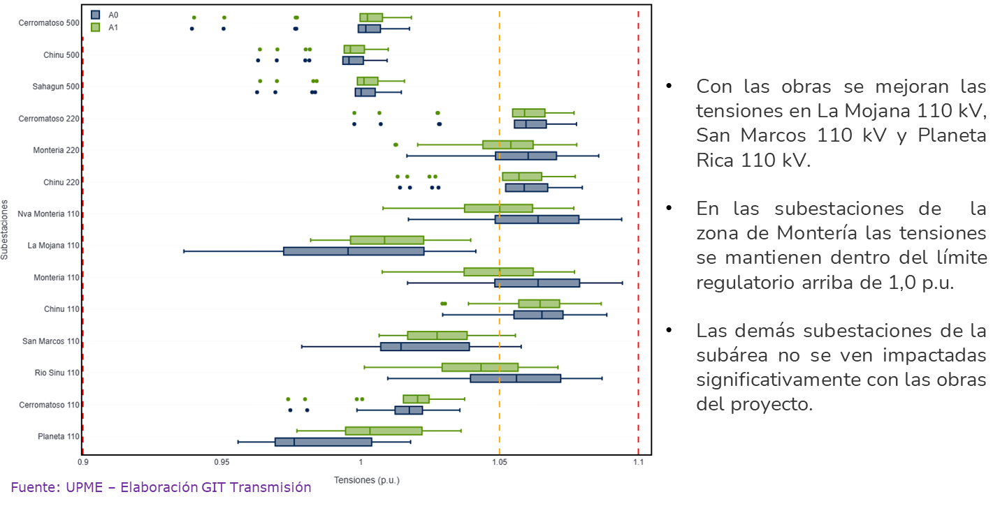 A0
A1
Subestaciones
Cerromatoso 500
Chinu 500
Sahagun 500
Cerromatoso 220
Monteria 220
Chinu 220
Nva Monteria 110
La Mojana 110
Monteria 110
Chinu 110
San Marcos 110
Rio Sinu 110
Cerromatoso 110
Planeta 110
0.9 0.95 1 1.05 1.1
Tensiones (p.u.)
Fuente: UPME – Elaboración GIT Transmisión
• Con las obras se mejoran las
tensiones en La Mojana 110 kV,
San Marcos 110 kV y Planeta
Rica 110 kV.
• En las subestaciones de la
zona de Montería las tensiones
se mantienen dentro del límite
regulatorio arriba de 1,0 p.u.
• Las demás subestaciones de la
subárea no se ven impactadas
significativamente con las obras
del proyecto.